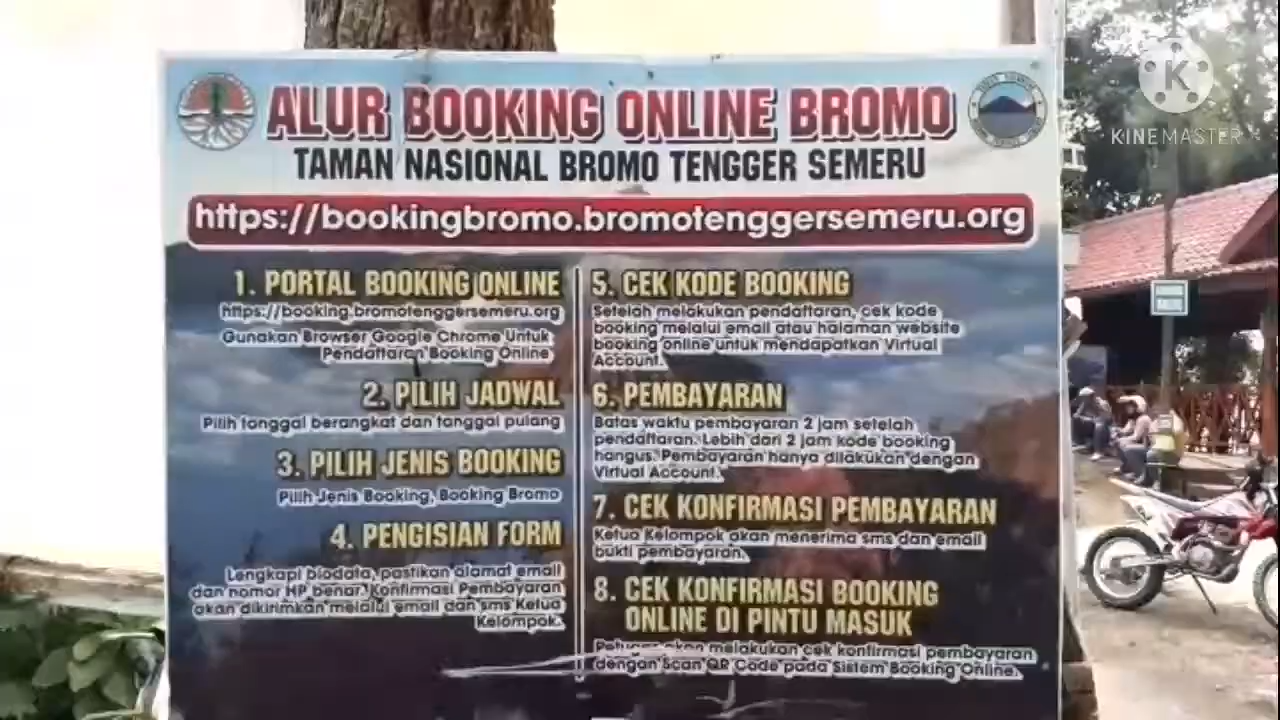 ALUR BOOKING ONLINE BROMO
TAMAN NASIONAL BROMO TENGGER SEMERU
https://bookingbromo.bromotenggersemeru.org
1. PORTAL BOOKING ONLINE
https://booking.bromotenggersemeru.org
Gunakan Browser Google Chrome Untuk
Pendaftaran Booking Online
2. PILIH JADWAL
Pilih tanggal berangkat dan tanggal pulang
3. PILIH JENIS BOOKING
Pilih Jenis Booking, Booking Bromo
4. PENGISIAN FORM
Lengkapi biodata, pastikan alamat email
dan nomor HP benar. Konfirmasi Pembayaran
akan dikirimkan melalui email dan sms Ketua
Kelompok.
5. CEK KODE BOOKING
Setelah melakukan pendaftaran, cek kode
booking melalui email atau halaman website
booking online untuk mendapatkan Virtual
Account.
6. PEMBAYARAN
Batas waktu pembayaran 2 jam setelah
pendaftaran. Lebih dari 2 jam kode booking
hangus. Pembayaran hanya dilakukan dengan
Virtual Account.
7. CEK KONFIRMASI PEMBAYARAN
Ketua Kelompok akan menerima sms dan email
bukti pembayaran.
8. CEK KONFIRMASI BOOKING
ONLINE DI PINTU MASUK
Petugas akan melakukan cek konfirmasi pembayaran
dengan Scan QR Code pada Sistem Booking Online.
KINEMASTER